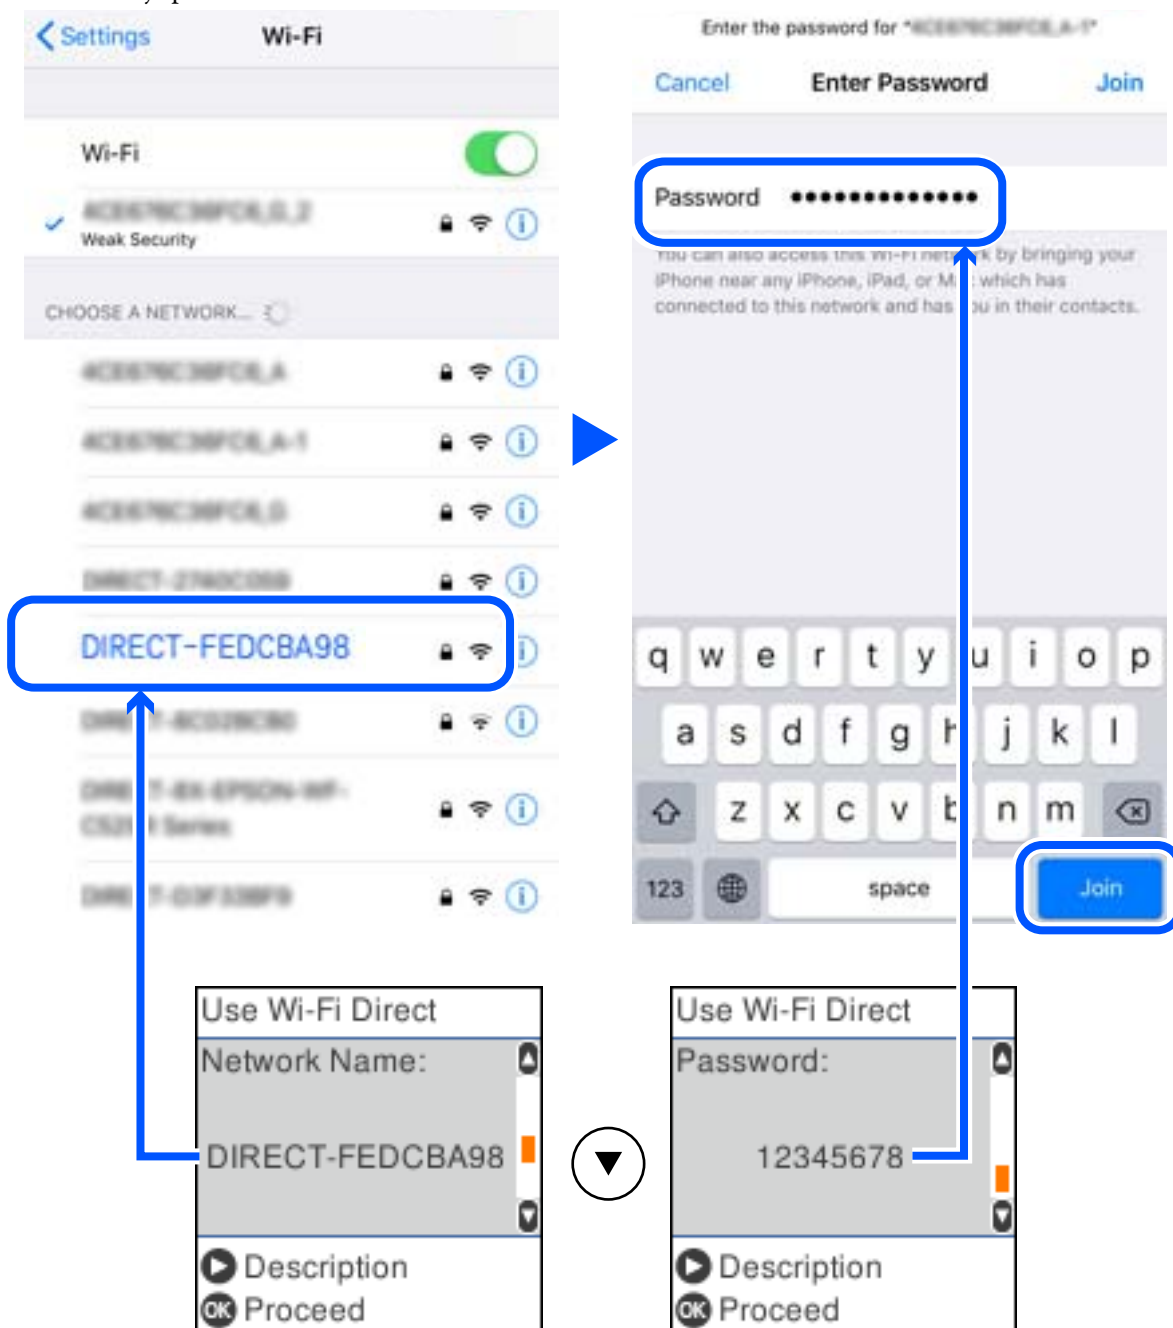 Settings
Wi-Fi
Wi-Fi
Weak Security
CHOOSE A NETWORK...
DIRECT-FEDCBA98
Enter the password for "
Cancel
Enter Password
Join
Password ●●●●●●●●●●●●●
You can also access this Wi-Fi network by bringing your
iPhone near any iPhone, iPad, or Mac which has
connected to this network and has you in their contacts.
q w e r t y u i o p
a s d f g h j k l
z x c v b n m
123
space
Join
Use Wi-Fi Direct
Network Name:
DIRECT-FEDCBA98
Description
OK Proceed
Use Wi-Fi Direct
Password:
12345678
Description
OK Proceed